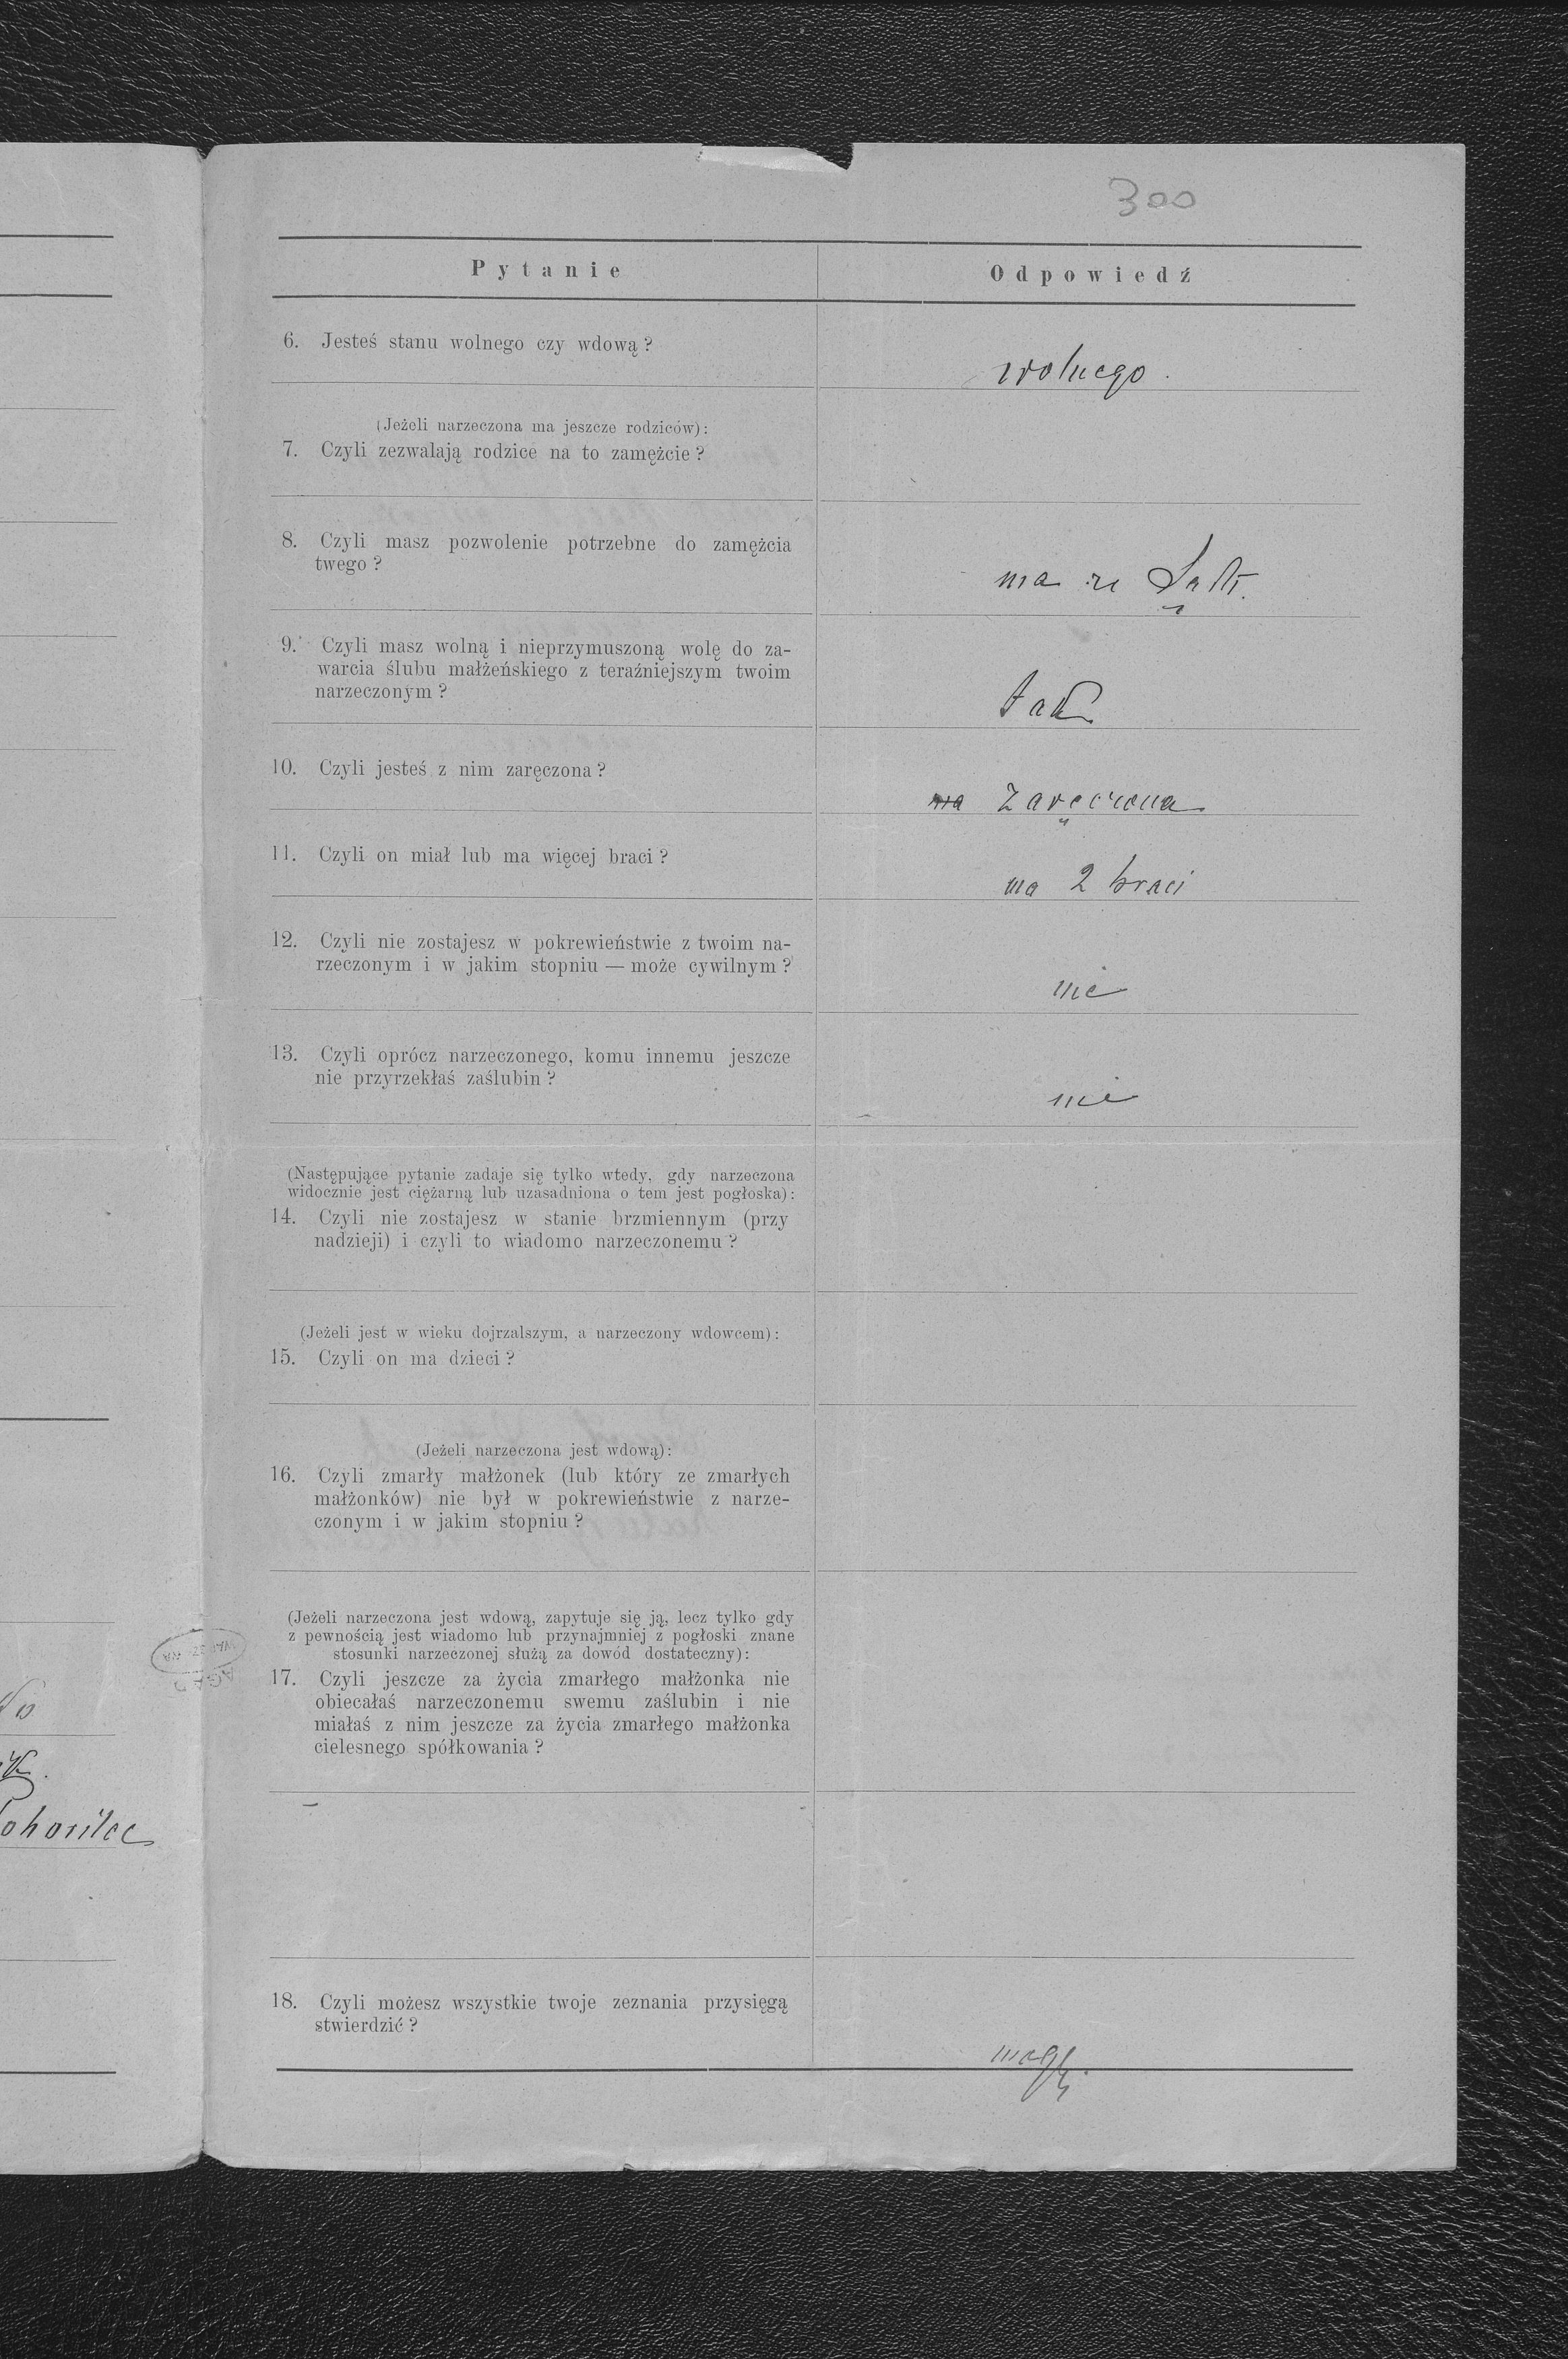 300
Pytanie
Odpowiedź
6. Jesteś stanu wolnego czy wdową?
wolnego.
(Jeżeli narzeczona ma jeszcze rodziców):
7. Czyli zezwalają rodzice na to zamężcie?
8. Czyli masz pozwolenie potrzebne do zamężcia
twego?
ma
9. Czyli masz wolną i nieprzymuszoną wolę do za-
warcia ślubu małżeńskiego z teraźniejszym twoim
narzeczonym?
tak
10. Czyli jesteś z nim zaręczona?
zaręczona
11. Czyli on miał lub ma więcej braci?
ma 2 braci
12. Czyli nie zostajesz w pokrewieństwie z twoim na-
rzeczonym i w jakim stopniu — może cywilnym?
nie
13. Czyli oprócz narzeczonego, komu innemu jeszcze
nie przyrzekłaś zaślubin?
nie
(Następujące pytanie zadaje się tylko wtedy, gdy narzeczona
widocznie jest ciężarną lub uzasadniona o tem jest pogłoska):
14. Czyli nie zostajesz w stanie brzmiennym (przy
nadzieji) i czyli to wiadomo narzeczonemu?
(Jeżeli jest w wieku dojrzalszym, a narzeczony wdowcem):
15. Czyli on ma dzieci?
(Jeżeli narzeczona jest wdową):
16. Czyli zmarły małżonek (lub który ze zmarłych
małżonków) nie był w pokrewieństwie z narze-
czonym i w jakim stopniu?
(Jeżeli narzeczona jest wdową, zapytuje się ją, lecz tylko gdy
z pewnością jest wiadomo lub przynajmniej z pogłoski znane
stosunki narzeczonej służą za dowód dostateczny):
17. Czyli jeszcze za życia zmarłego małżonka nie
obiecałaś narzeczonemu swemu zaślubin i nie
miałaś z nim jeszcze za życia zmarłego małżonka
cielesnego spółkowania?
18. Czyli możesz wszystkie twoje zeznania przysięgą
stwierdzić?